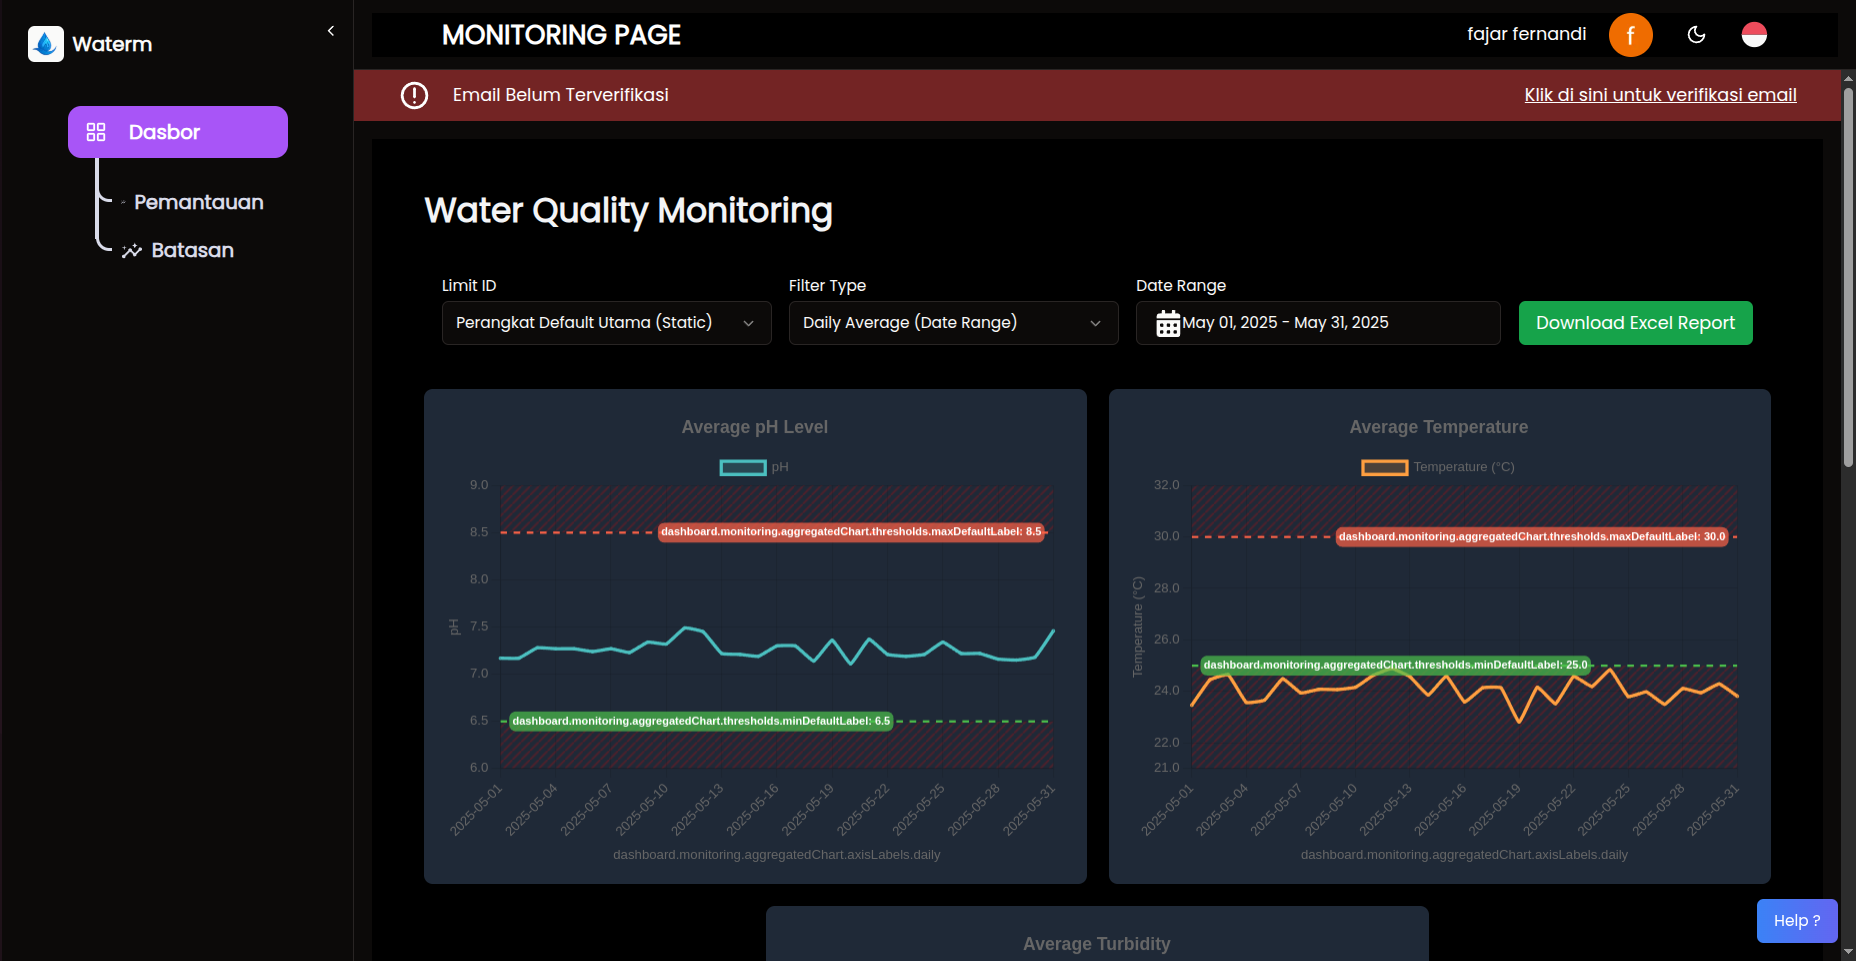 Waterm
MONITORING PAGE
fajar fernandi
f
Email Belum Terverifikasi
Klik di sini untuk verifikasi email
Dasbor
Pemantauan
Batasan
Water Quality Monitoring
Limit ID
Filter Type
Date Range
Perangkat Default Utama (Static)
Daily Average (Date Range)
May 01, 2025 - May 31, 2025
Download Excel Report
Average pH Level
pH
9.0
8.5
8.0
7.5
7.0
6.5
6.0
pH
dashboard.monitoring.aggregatedChart.thresholds.maxDefaultLabel: 8.5
dashboard.monitoring.aggregatedChart.thresholds.minDefaultLabel: 6.5
2025-05-01
2025-05-04
2025-05-07
2025-05-10
2025-05-13
2025-05-16
2025-05-19
2025-05-22
2025-05-25
2025-05-28
2025-05-31
dashboard.monitoring.aggregatedChart.axisLabels.daily
Average Temperature
Temperature (°C)
32.0
30.0
28.0
26.0
24.0
22.0
21.0
Temperature (°C)
dashboard.monitoring.aggregatedChart.thresholds.maxDefaultLabel: 30.0
dashboard.monitoring.aggregatedChart.thresholds.minDefaultLabel: 25.0
2025-05-01
2025-05-04
2025-05-07
2025-05-10
2025-05-13
2025-05-16
2025-05-19
2025-05-22
2025-05-25
2025-05-28
2025-05-31
dashboard.monitoring.aggregatedChart.axisLabels.daily
Average Turbidity
Help ?